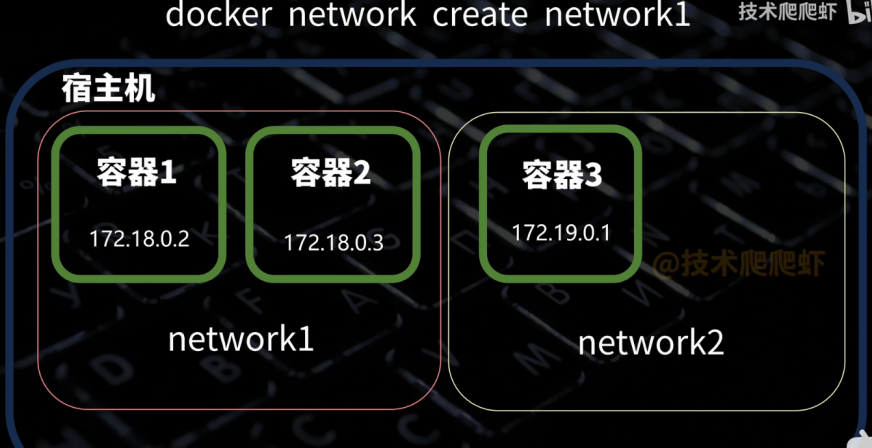 docker network create network1
技术爬爬虾 bi
宿主机
容器1
容器2
容器3
172.18.0.2
172.18.0.3
172.19.0.1
@技术爬爬虾
network1
network2